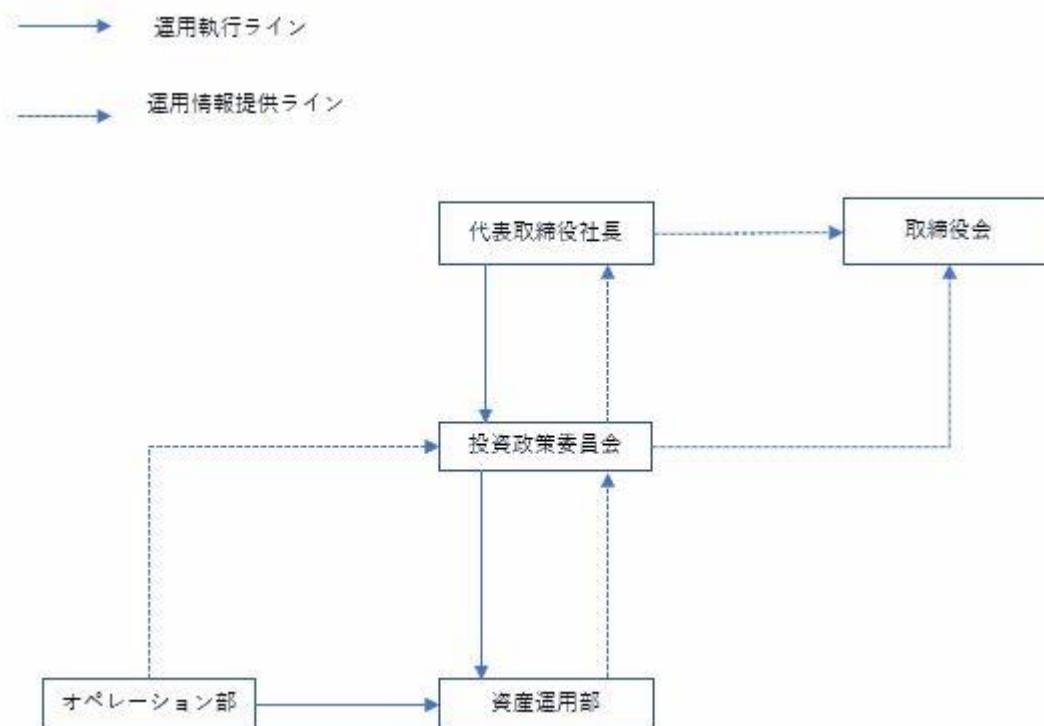 運用執行ライン
運用情報提供ライン
代表取締役社長
取締役会
投資政策委員会
オペレーション部
資産運用部